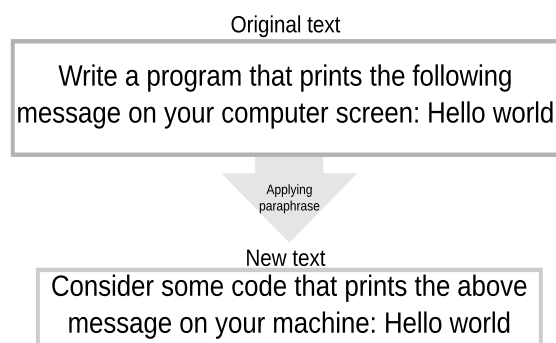 Original text
Write a program that prints the following
message on your computer screen: Hello world
Applying
paraphrase
New text
Consider some code that prints the above
message on your machine: Hello world